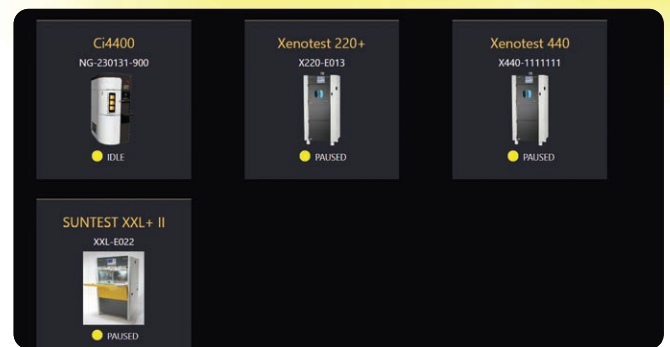 Ci4400
NG-230131-900
IDLE
Xenotest 220+
X220-E013
PAUSED
Xenotest 440
X440-1111111
PAUSED
SUNTEST XXL+ II
XXL-E022
PAUSED